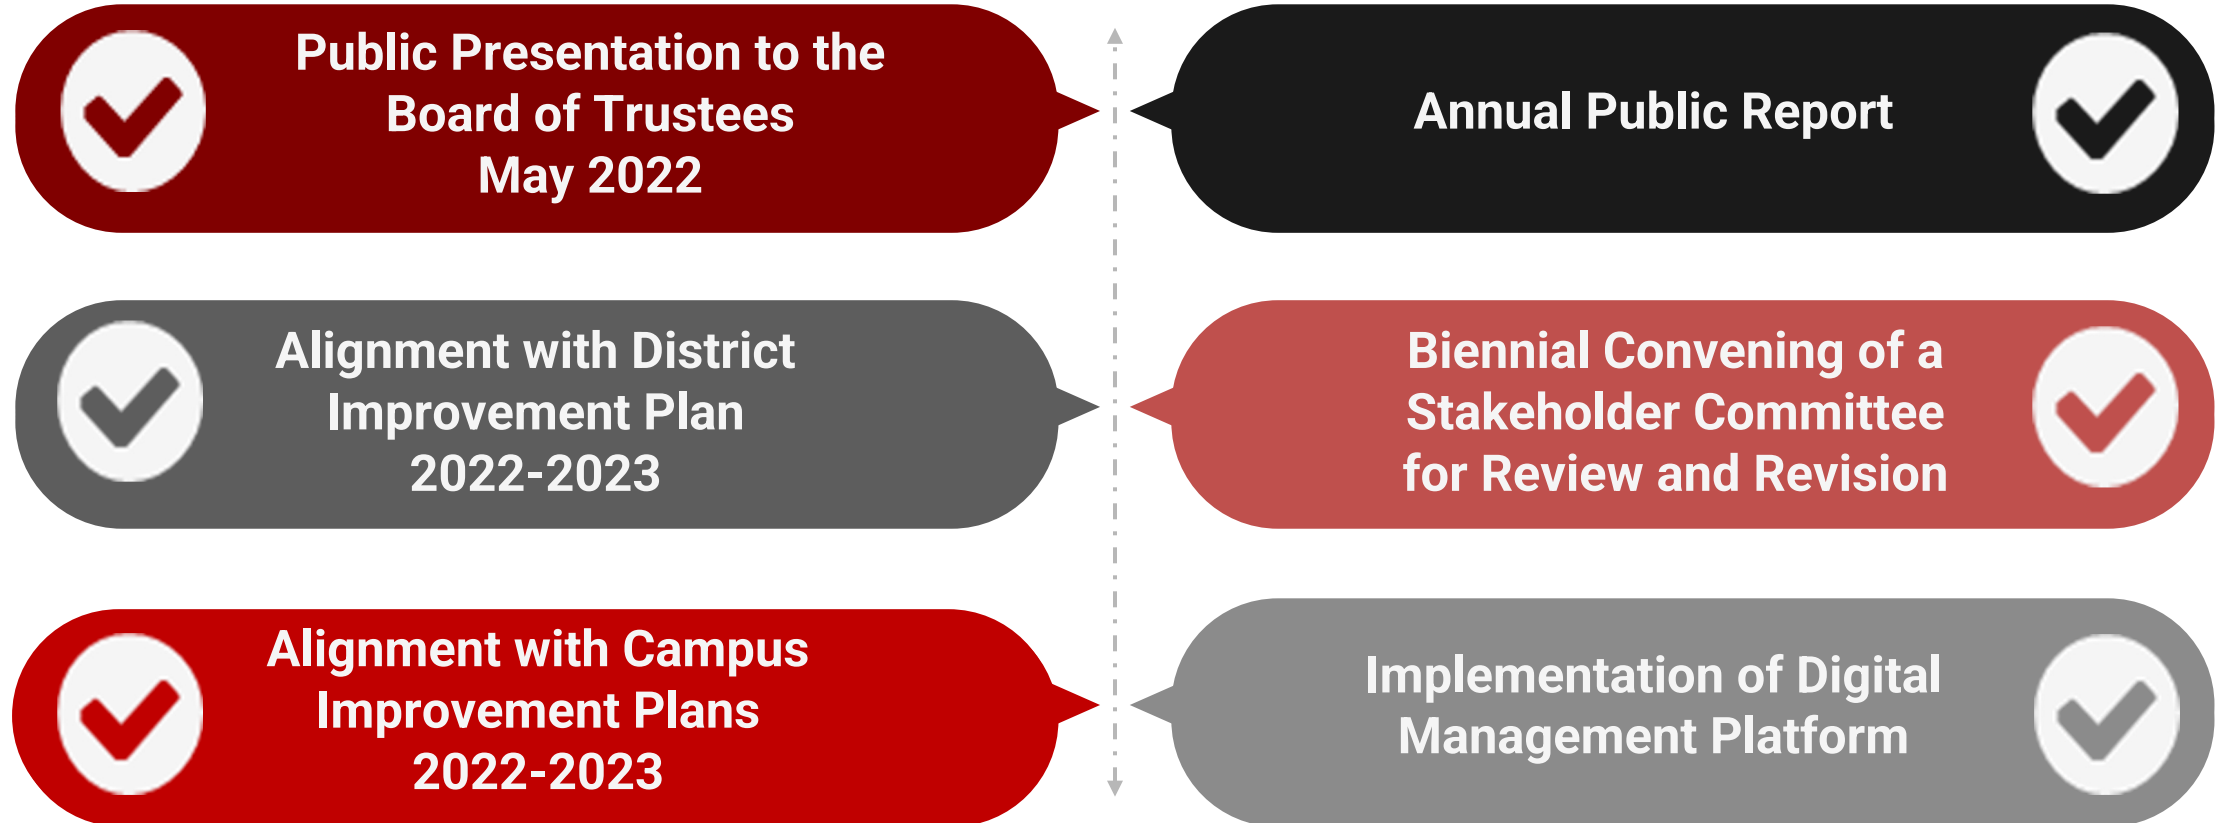 Public Presentation to the
Board of Trustees
May 2022
Alignment with District
Improvement Plan
2022-2023
Alignment with Campus
Improvement Plans
2022-2023
Annual Public Report
Biennial Convening of a
Stakeholder Committee
for Review and Revision
Implementation of Digital
Management Platform